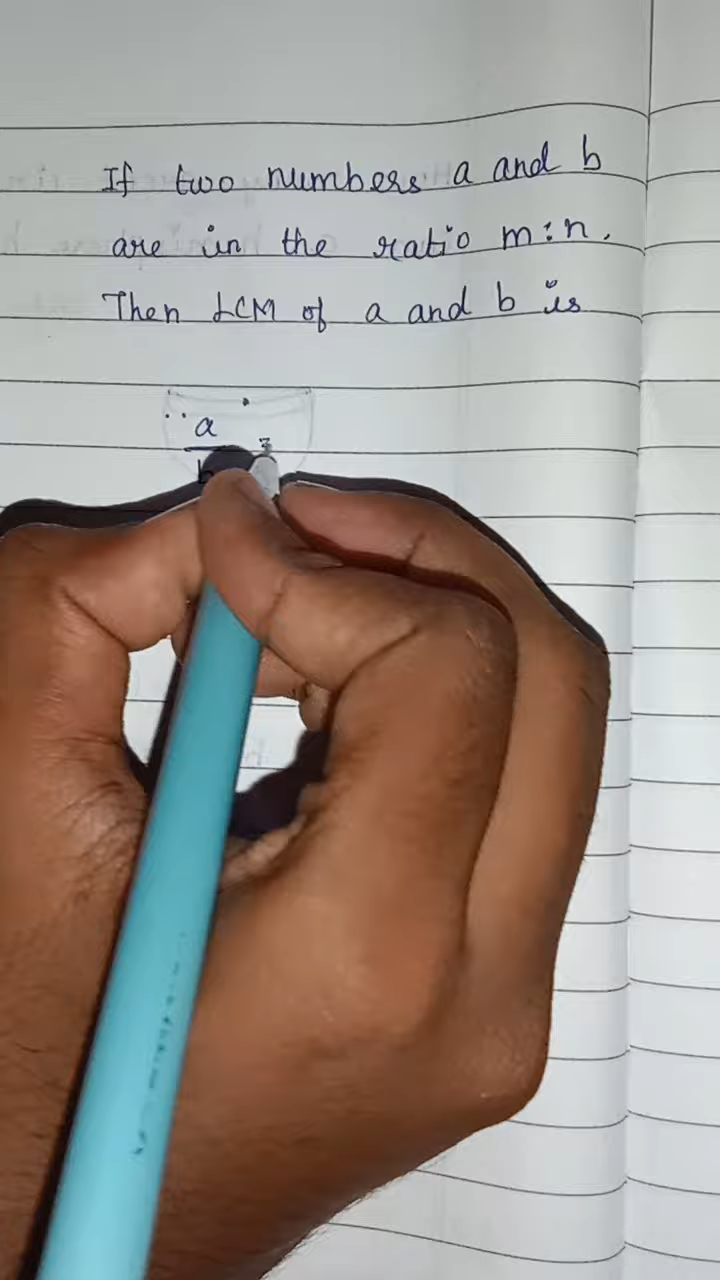 If two numbers a and b
are in the ratio m:n.
Then LCM of a and b is
a
b